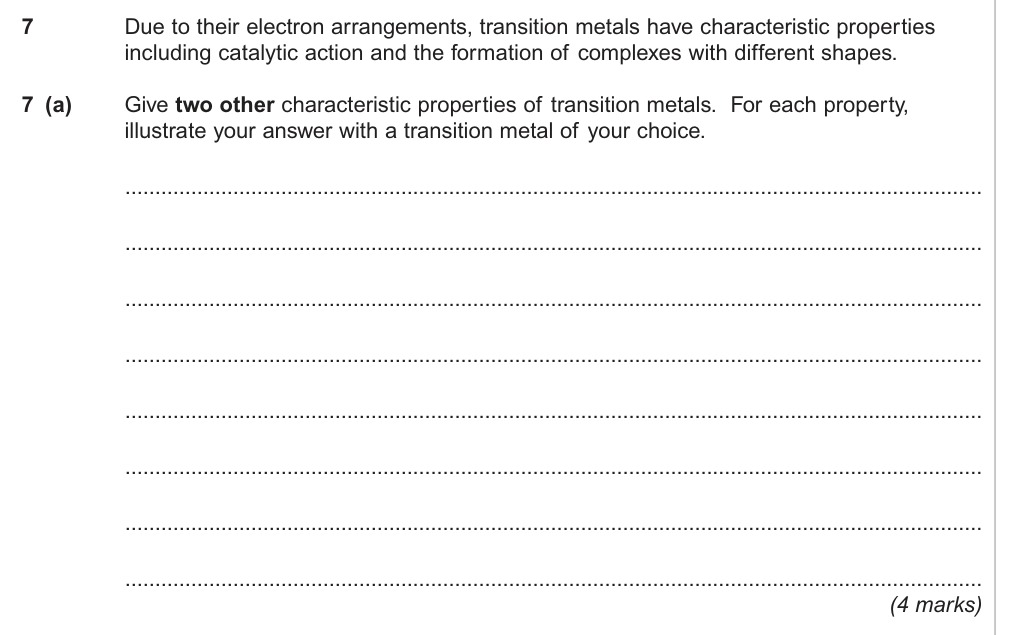 7 Due to their electron arrangements, transition metals have characteristic properties
including catalytic action and the formation of complexes with different shapes.
7 (a) Give two other characteristic properties of transition metals. For each property,
illustrate your answer with a transition metal of your choice.
(4 marks)